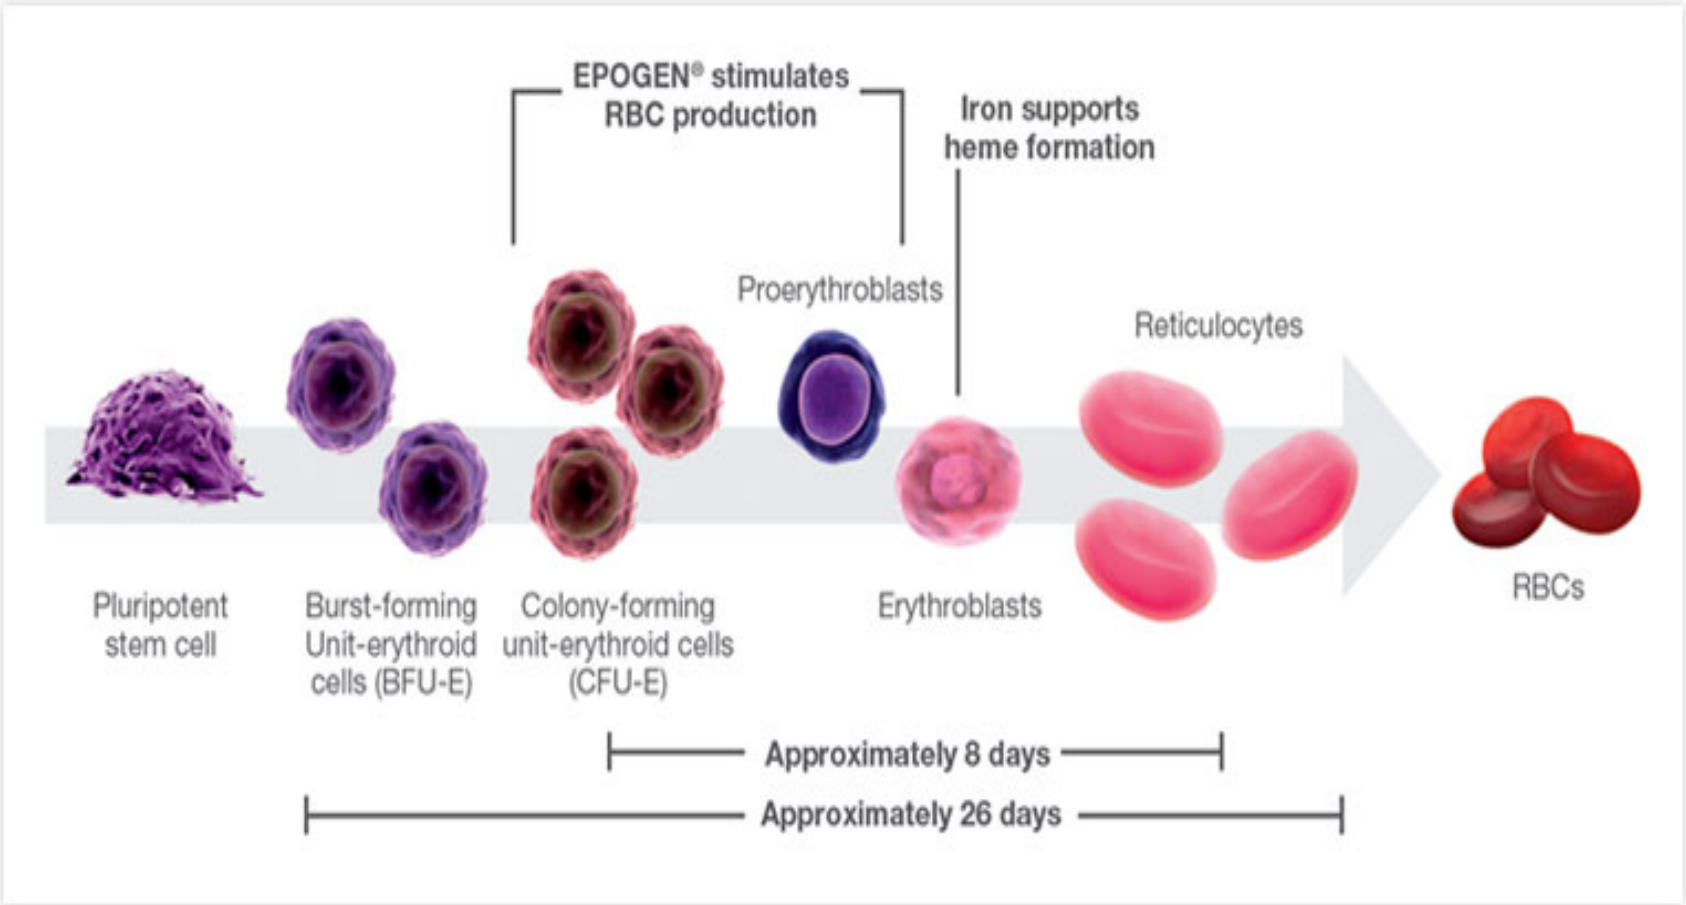 EPOGEN® stimulates
RBC production
Iron supports
heme formation
Proerythroblasts
Reticulocytes
Pluripotent
stem cell
Burst-forming
Unit-erythroid
cells (BFU-E)
Colony-forming
unit-erythroid cells
(CFU-E)
Erythroblasts
RBCs
Approximately 8 days
Approximately 26 days